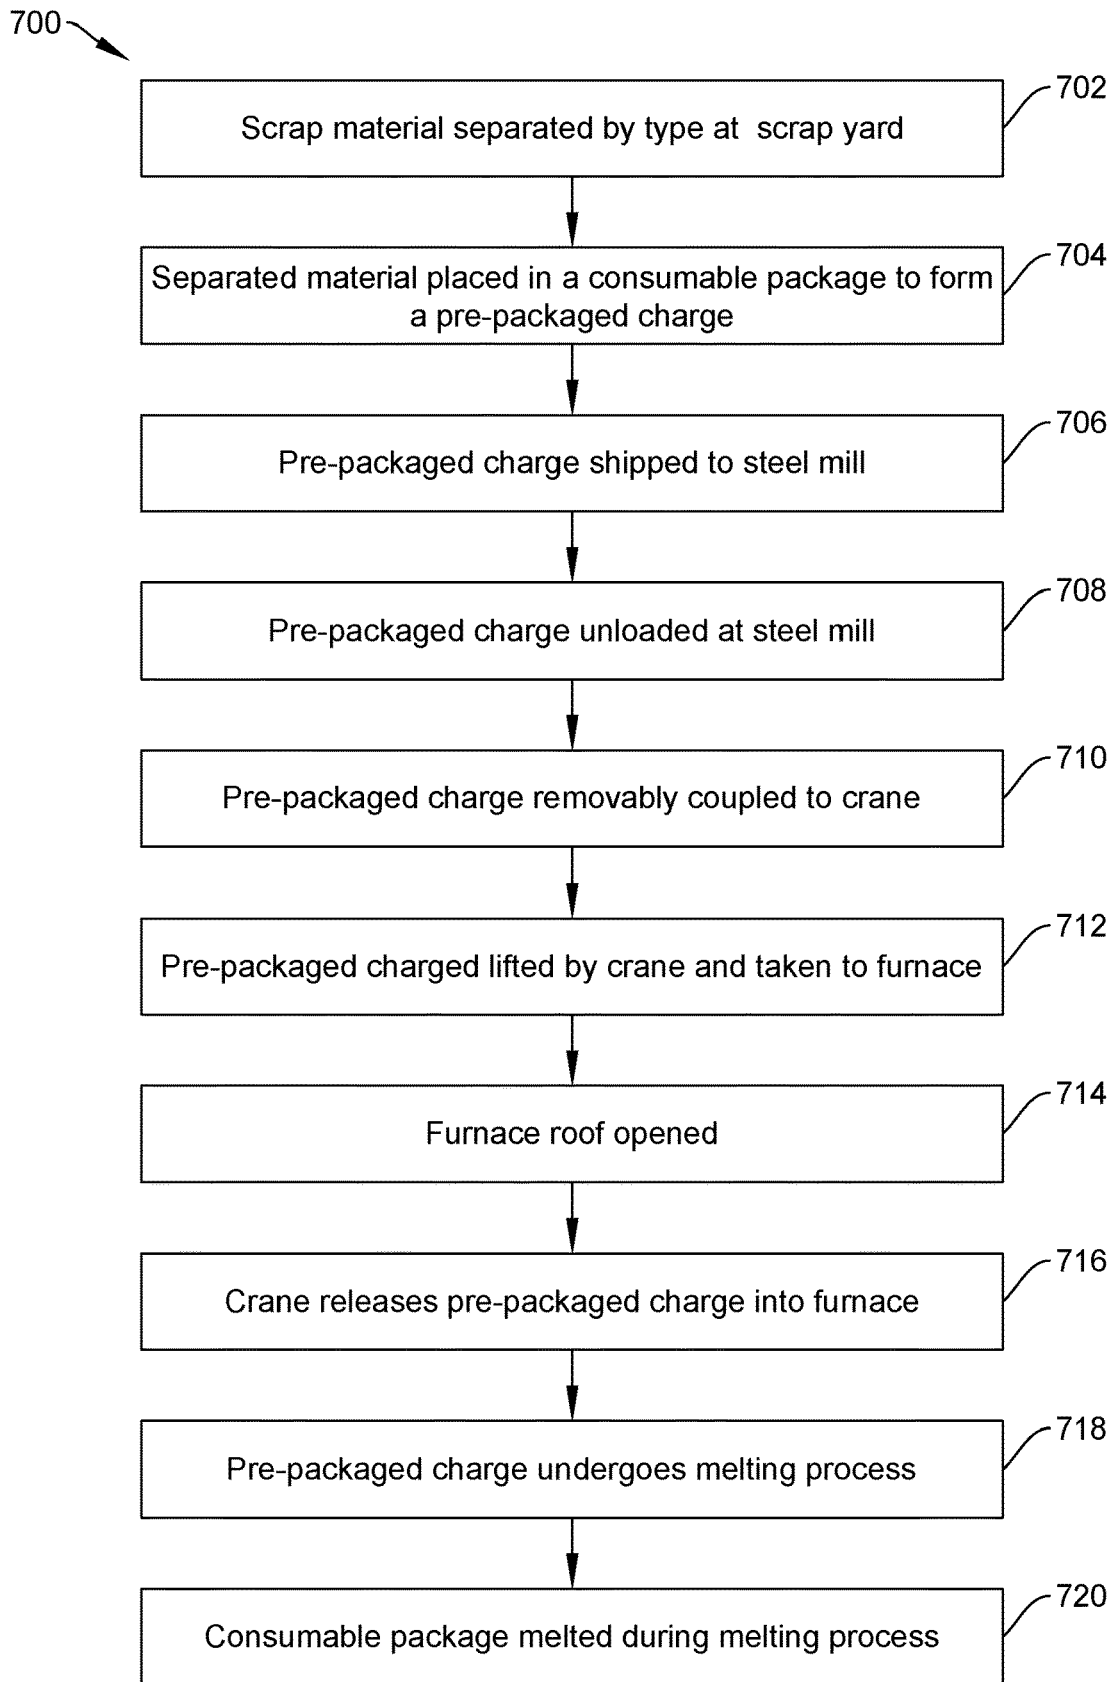 700
702
Scrap material separated by type at scrap yard
704
Separated material placed in a consumable package to form
a pre-packaged charge
706
Pre-packaged charge shipped to steel mill
708
Pre-packaged charge unloaded at steel mill
710
Pre-packaged charge removably coupled to crane
712
Pre-packaged charged lifted by crane and taken to furnace
714
Furnace roof opened
716
Crane releases pre-packaged charge into furnace
718
Pre-packaged charge undergoes melting process
720
Consumable package melted during melting process